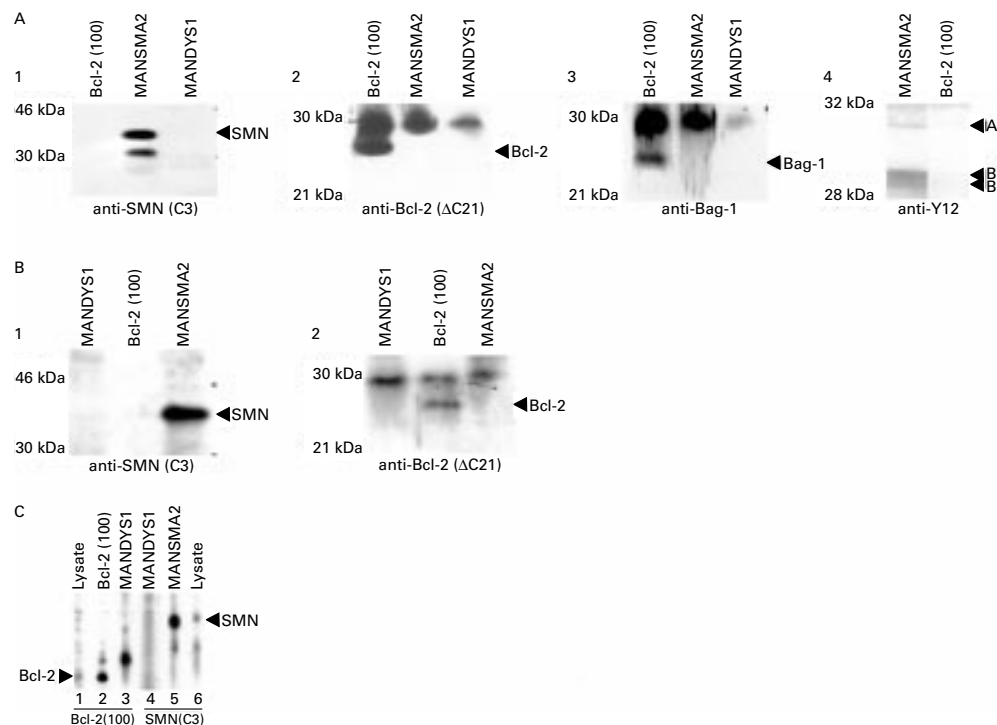 A
1
Bcl-2 (100)
MANSMA2
MANDYS1
46 kDa
30 kDa
SMN
anti-SMN (C3)
2
Bcl-2 (100)
MANSMA2
MANDYS1
30 kDa
21 kDa
Bcl-2
anti-Bcl-2 (ΔC21)
3
Bcl-2 (100)
MANSMA2
MANDYS1
30 kDa
21 kDa
Bag-1
anti-Bag-1
4
MANSMA2
Bcl-2 (100)
32 kDa
28 kDa
A
B
B
anti-Y12
B
1
MANDYS1
Bcl-2 (100)
MANSMA2
46 kDa
30 kDa
SMN
anti-SMN (C3)
2
MANDYS1
Bcl-2 (100)
MANSMA2
30 kDa
21 kDa
Bcl-2
anti-Bcl-2 (ΔC21)
C
Lysate
Bcl-2 (100)
MANDYS1
MANDYS1
MANSMA2
Lysate
SMN
Bcl-2
1 2 3 4 5 6
Bcl-2(100) SMN(C3)